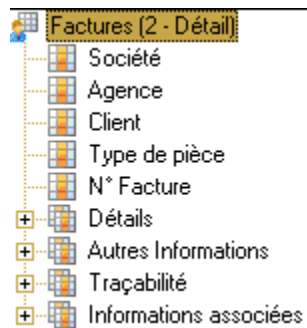 Factures (2 - Détail)
Société
Agence
Client
Type de pièce
N° Facture
Détails
Autres Informations
Traçabilité
Informations associées